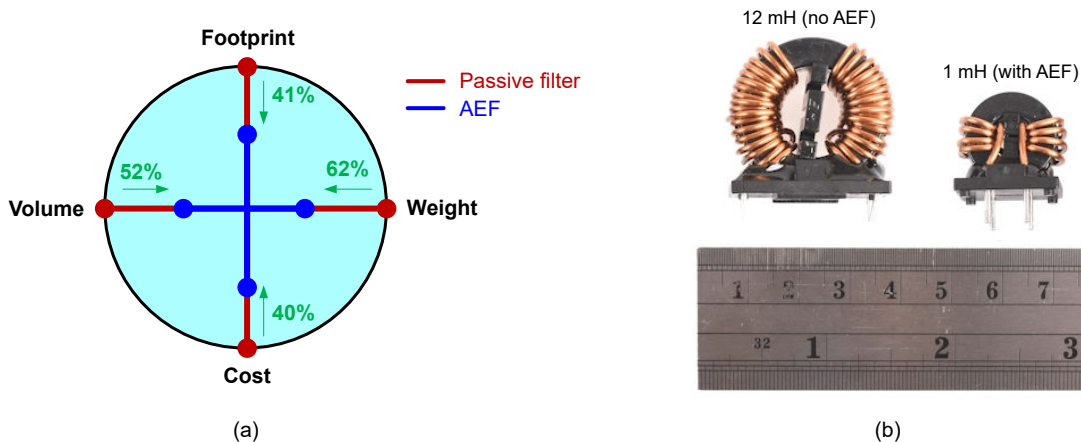 Footprint
41%
Passive filter
AEF
52%
62%
Volume
Weight
40%
Cost
(a)
12 mH (no AEF)
1 mH (with AEF)
1 2 3 4 5 6 7
32 1 2 3
(b)